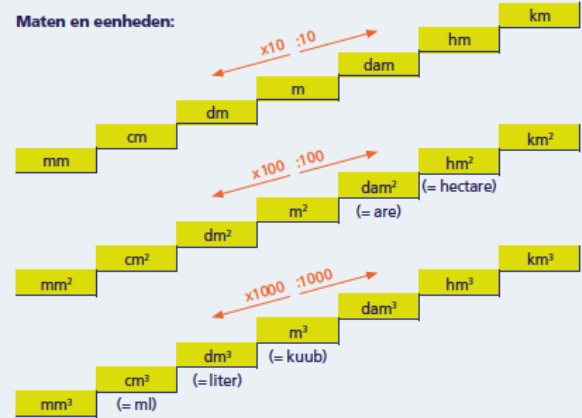 Maten en eenheden:
km
hm
dam
m
dm
cm
mm
x10 :10
km²
hm²
(= hectare)
dam²
(= are)
m²
dm²
cm²
mm²
x100 :100
km³
hm³
dam³
m³
(= kuub)
dm³
(= liter)
cm³
(= ml)
mm³
x1000 :1000